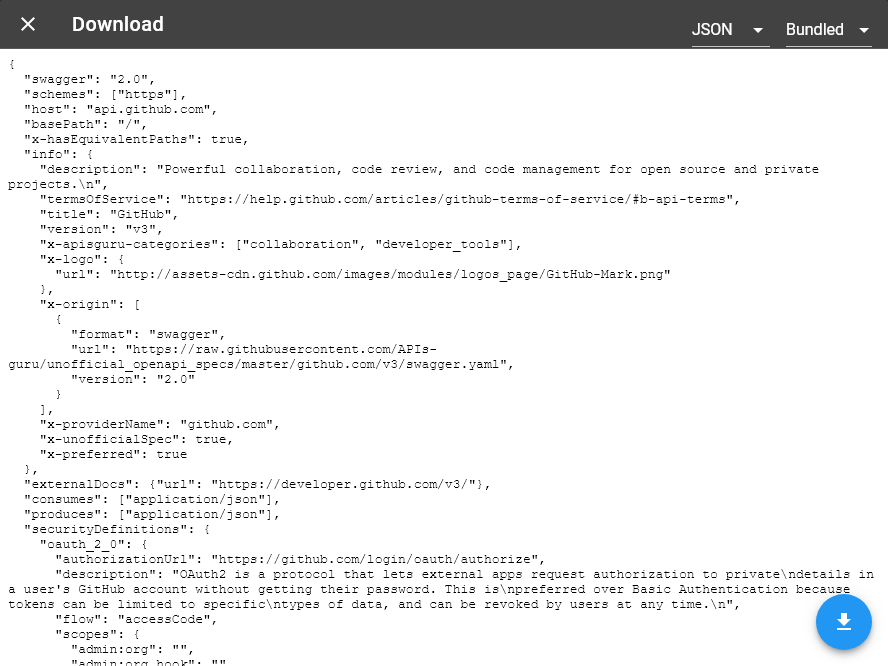 Download
JSON
Bundled
{
  "swagger": "2.0",
  "schemes": ["https"],
  "host": "api.github.com",
  "basePath": "/",
  "x-hasEquivalentPaths": true,
  "info": {
    "description": "Powerful collaboration, code review, and code management for open source and private
projects.\n",
    "termsOfService": "https://help.github.com/articles/github-terms-of-service/#b-api-terms",
    "title": "GitHub",
    "version": "v3",
    "x-apisguru-categories": ["collaboration", "developer_tools"],
    "x-logo": {
      "url": "http://assets-cdn.github.com/images/modules/logos_page/GitHub-Mark.png"
    },
    "x-origin": [
      {
        "format": "swagger",
        "url": "https://raw.githubusercontent.com/APIs-
guru/unofficial_openapi_specs/master/github.com/v3/swagger.yaml",
        "version": "2.0"
      }
    ],
    "x-providerName": "github.com",
    "x-unofficialSpec": true,
    "x-preferred": true
  },
  "externalDocs": {"url": "https://developer.github.com/v3/"},
  "consumes": ["application/json"],
  "produces": ["application/json"],
  "securityDefinitions": {
    "oauth_2_0": {
      "authorizationUrl": "https://github.com/login/oauth/authorize",
      "description": "OAuth2 is a protocol that lets external apps request authorization to private\ndetails in
a user's GitHub account without getting their password. This is\npreferred over Basic Authentication because
tokens can be limited to specific\ntypes of data, and can be revoked by users at any time.\n",
      "flow": "accessCode",
      "scopes": {
        "admin:org": "",
        "admin:org_hook": ""